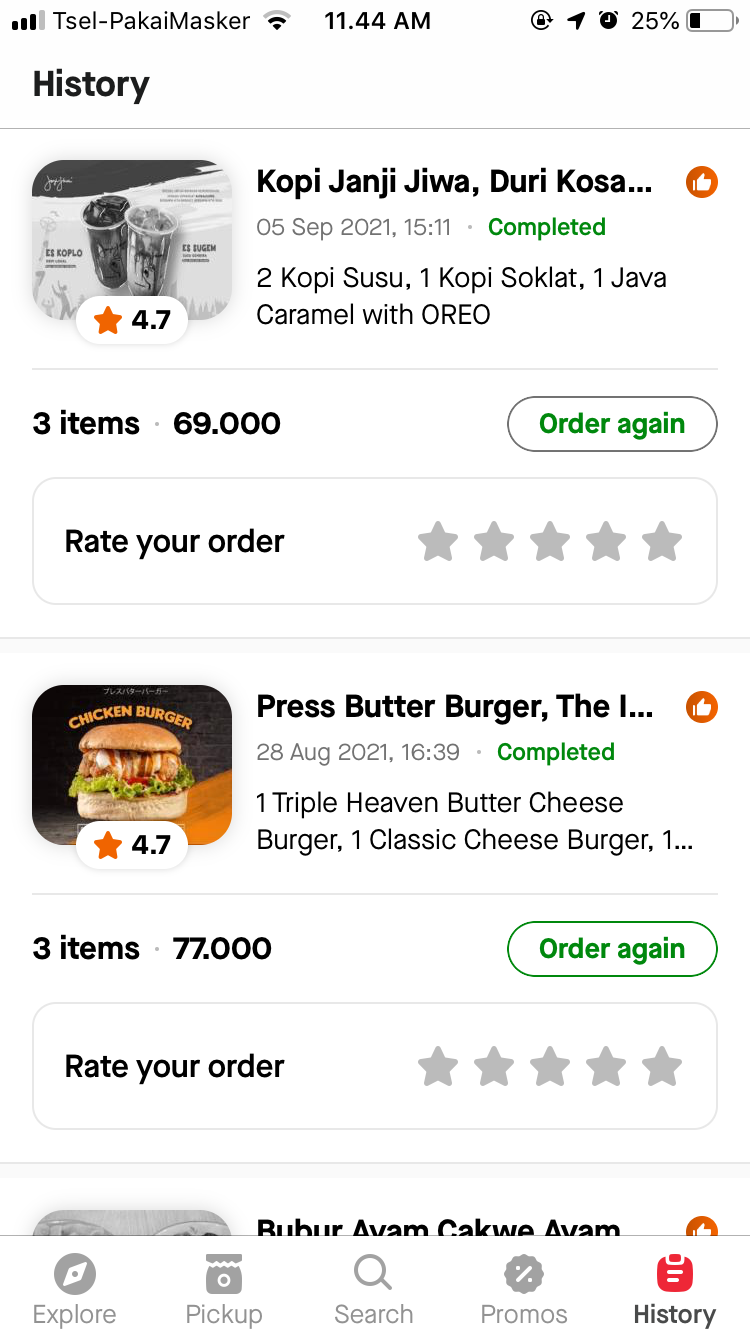 Tsel-PakaiMasker
11.44 AM
25%
History
Kopi Janji Jiwa, Duri Kosa...
05 Sep 2021, 15:11 · Completed
2 Kopi Susu, 1 Kopi Soklat, 1 Java
Caramel with OREO
ES KOPLO
ES SUGEM
4.7
3 items · 69.000
Order again
Rate your order
プレスバターバーガー
CHICKEN BURGER
Press Butter Burger, The I...
28 Aug 2021, 16:39 · Completed
1 Triple Heaven Butter Cheese
Burger, 1 Classic Cheese Burger, 1...
4.7
3 items · 77.000
Order again
Rate your order
Bubur Ayam Cakwe Ayam
Explore
Pickup
Search
Promos
History